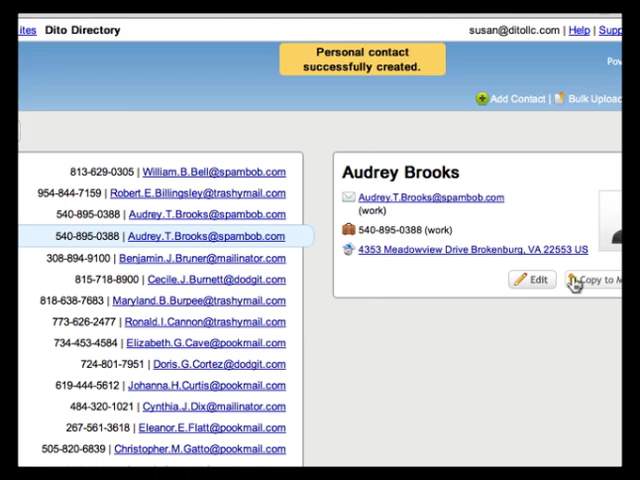 ites Dito Directory susan@ditollc.com | Help | Supp
Personal contact
successfully created.
Pov
Add Contact | Bulk Upload
813-629-0305 | William.B.Bell@spambob.com
954-844-7159 | Robert.E.Billingsley@trashymail.com
540-895-0388 | Audrey.T.Brooks@spambob.com
540-895-0388 | Audrey.T.Brooks@spambob.com
308-894-9100 | Benjamin.J.Bruner@mailinator.com
815-718-8900 | Cecile.J.Burnett@dodgit.com
818-638-7683 | Maryland.B.Burpee@trashymail.com
773-626-2477 | Ronald.I.Cannon@trashymail.com
734-453-4584 | Elizabeth.G.Cave@pookmail.com
724-801-7951 | Doris.G.Cortez@dodgit.com
619-444-5612 | Johanna.H.Curtis@pookmail.com
484-320-1021 | Cynthia.J.Dix@mailinator.com
267-561-3618 | Eleanor.E.Flatt@pookmail.com
505-820-6839 | Christopher.M.Gatto@pookmail.com
Audrey Brooks
Audrey.T.Brooks@spambob.com
(work)
540-895-0388 (work)
4353 Meadowview Drive Brokenburg, VA 22553 US
Edit
Copy to M